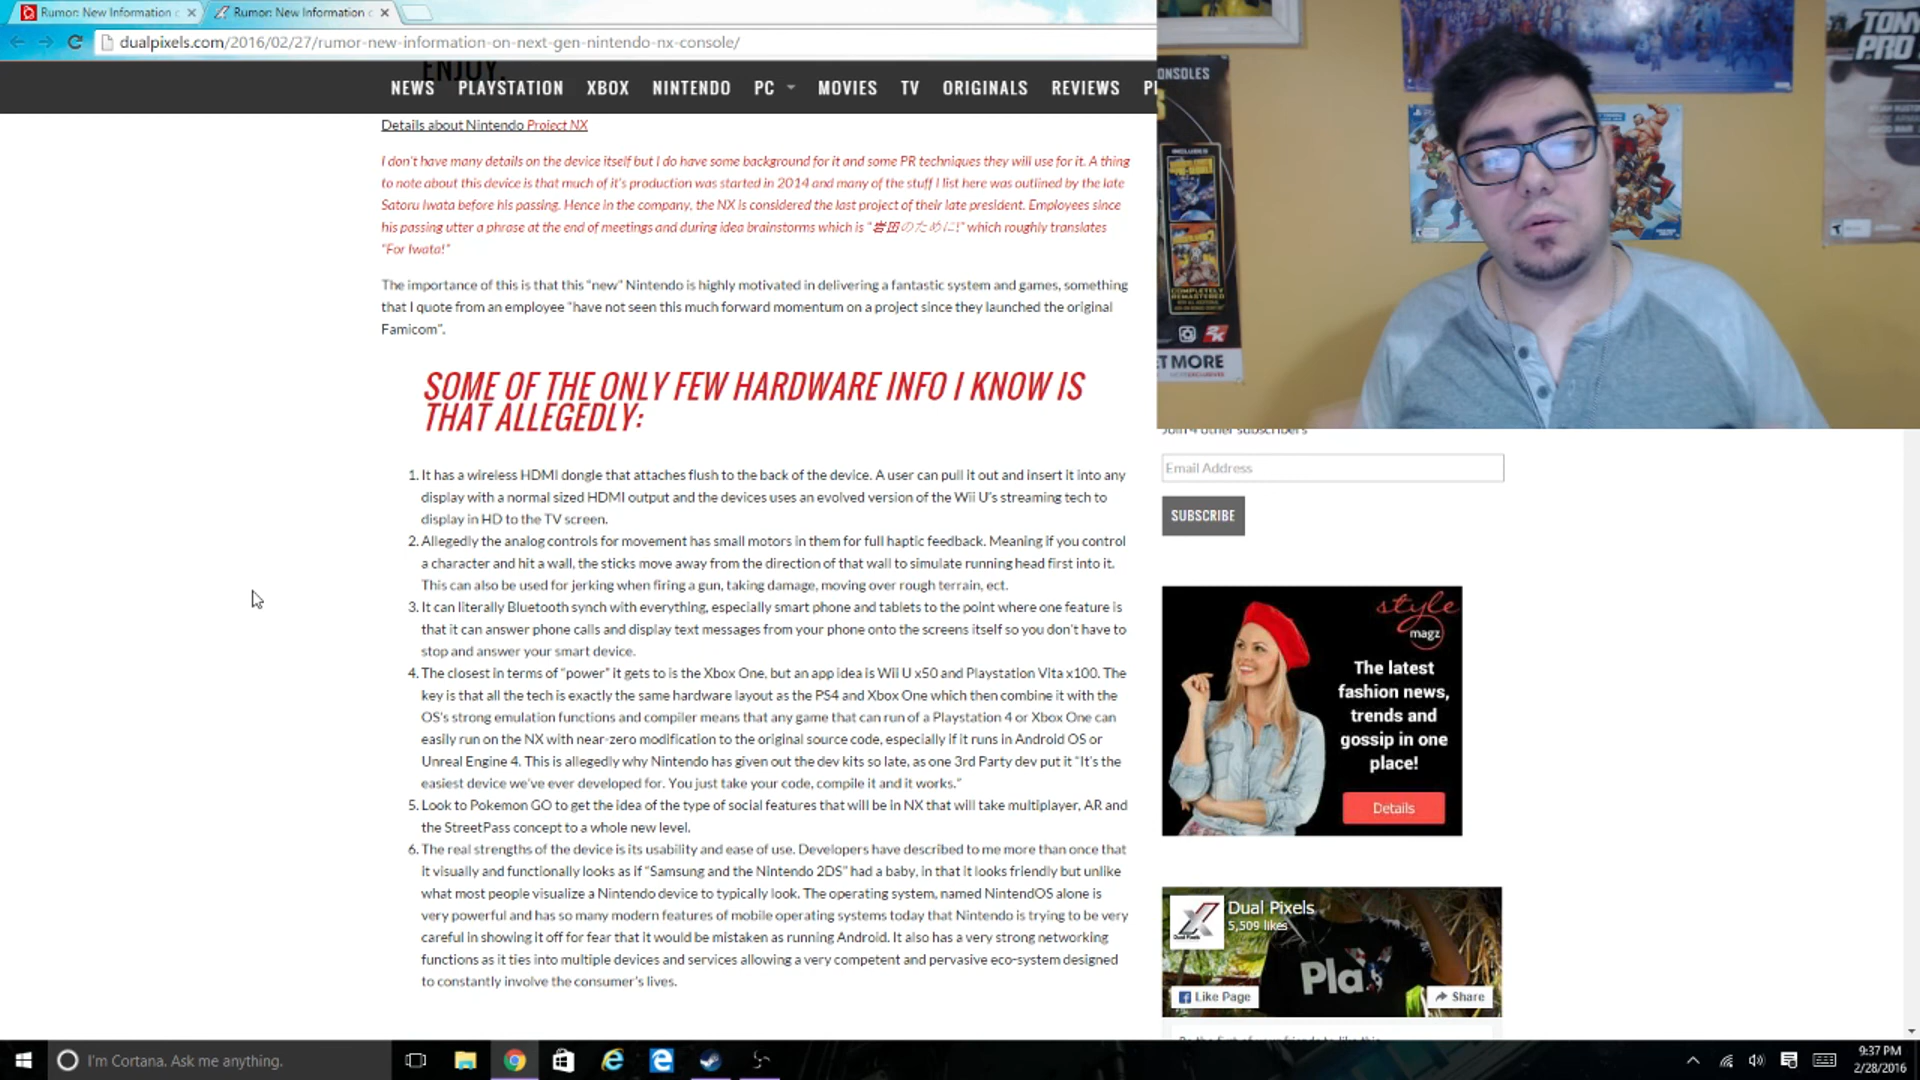 Rumor: New Information
Rumor: New Information
dualpixels.com/2016/02/27/rumor-new-information-on-next-gen-nintendo-nx-console/
ENJOY.
NEWS PLAYSTATION XBOX NINTENDO PC MOVIES TV ORIGINALS REVIEWS
Details about Nintendo Project NX
I don't have many details on the device itself but I do have some background for it and some PR techniques they will use for it. A thing
to note about this device is that much of it's production was started in 2014 and many of the stuff I list here was outlined by the late
Satoru Iwata before his passing. Hence in the company, the NX is considered the last project of their late president. Employees since
his passing utter a phrase at the end of meetings and during idea brainstorms which is "岩田のために!" which roughly translates
"For Iwata!"
The importance of this is that this "new" Nintendo is highly motivated in delivering a fantastic system and games, something
that I quote from an employee "have not seen this much forward momentum on a project since they launched the original
Famicom".
SOME OF THE ONLY FEW HARDWARE INFO I KNOW IS
THAT ALLEGEDLY:
1. It has a wireless HDMI dongle that attaches flush to the back of the device. A user can pull it out and insert it into any
display with a normal sized HDMI output and the devices uses an evolved version of the Wii U's streaming tech to
display in HD to the TV screen.
2. Allegedly the analog controls for movement has small motors in them for full haptic feedback. Meaning if you control
a character and hit a wall, the sticks move away from the direction of that wall to simulate running head first into it.
This can also be used for jerking when firing a gun, taking damage, moving over rough terrain, ect.
3. It can literally Bluetooth synch with everything, especially smart phone and tablets to the point where one feature is
that it can answer phone calls and display text messages from your phone onto the screens itself so you don't have to
stop and answer your smart device.
4. The closest in terms of "power" it gets to is the Xbox One, but an app idea is Wii U x50 and Playstation Vita x100. The
key is that all the tech is exactly the same hardware layout as the PS4 and Xbox One which then combine it with the
OS's strong emulation functions and compiler means that any game that can run of a Playstation 4 or Xbox One can
easily run on the NX with near-zero modification to the original source code, especially if it runs in Android OS or
Unreal Engine 4. This is allegedly why Nintendo has given out the dev kits so late, as one 3rd Party dev put it "It's the
easiest device we've ever developed for. You just take your code, compile it and it works."
5. Look to Pokemon GO to get the idea of the type of social features that will be in NX that will take multiplayer, AR and
the StreetPass concept to a whole new level.
6. The real strengths of the device is its usability and ease of use. Developers have described to me more than once that
it visually and functionally looks as if "Samsung and the Nintendo 2DS" had a baby, in that it looks friendly but unlike
what most people visualize a Nintendo device to typically look. The operating system, named NintendOS alone is
very powerful and has so many modern features of mobile operating systems today that Nintendo is trying to be very
careful in showing it off for fear that it would be mistaken as running Android. It also has a very strong networking
functions as it ties into multiple devices and services allowing a very competent and pervasive eco-system designed
to constantly involve the consumer's lives.
CONSOLES
INCLUDES
COMPLETELY
REMASTERED
2K
GET MORE
TONY
PRO
Join 4 other subscribers
Email Address
SUBSCRIBE
style
magz
The latest
fashion news,
trends and
gossip in one
place!
Details
Dual Pixels
5,509 likes
Pla
Like Page
Share
I'm Cortana. Ask me anything.
9:37 PM
2/28/2016